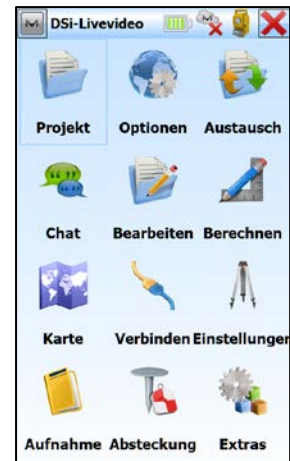 DSi-Livevideo
Projekt Optionen Austausch
Chat Bearbeiten Berechnen
Karte Verbinden Einstellungen
Aufnahme Absteckung Extras